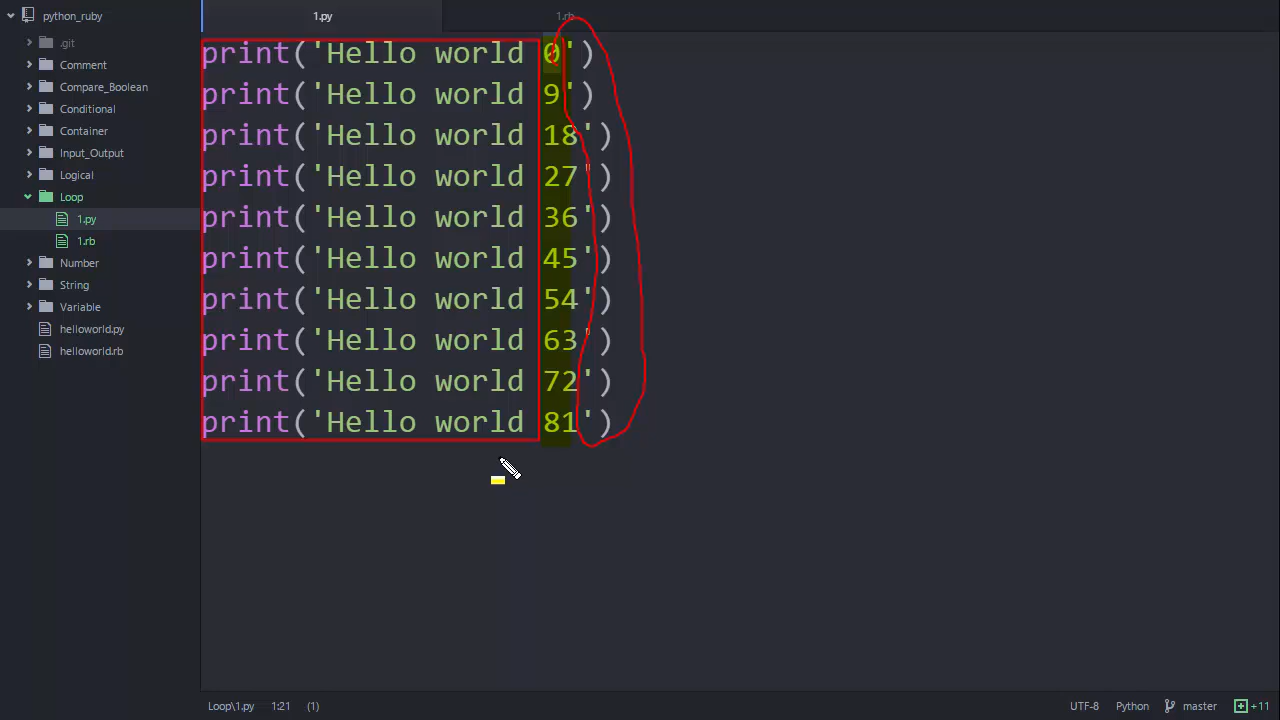 python_ruby
1.py
1.rb
.git
Comment
Compare_Boolean
Conditional
Container
Input_Output
Logical
Loop
1.py
1.rb
Number
String
Variable
helloworld.py
helloworld.rb
print('Hello world 0')
print('Hello world 9')
print('Hello world 18')
print('Hello world 27')
print('Hello world 36')
print('Hello world 45')
print('Hello world 54')
print('Hello world 63')
print('Hello world 72')
print('Hello world 81')
Loop\1.py 1:21 (1) UTF-8 Python master +11